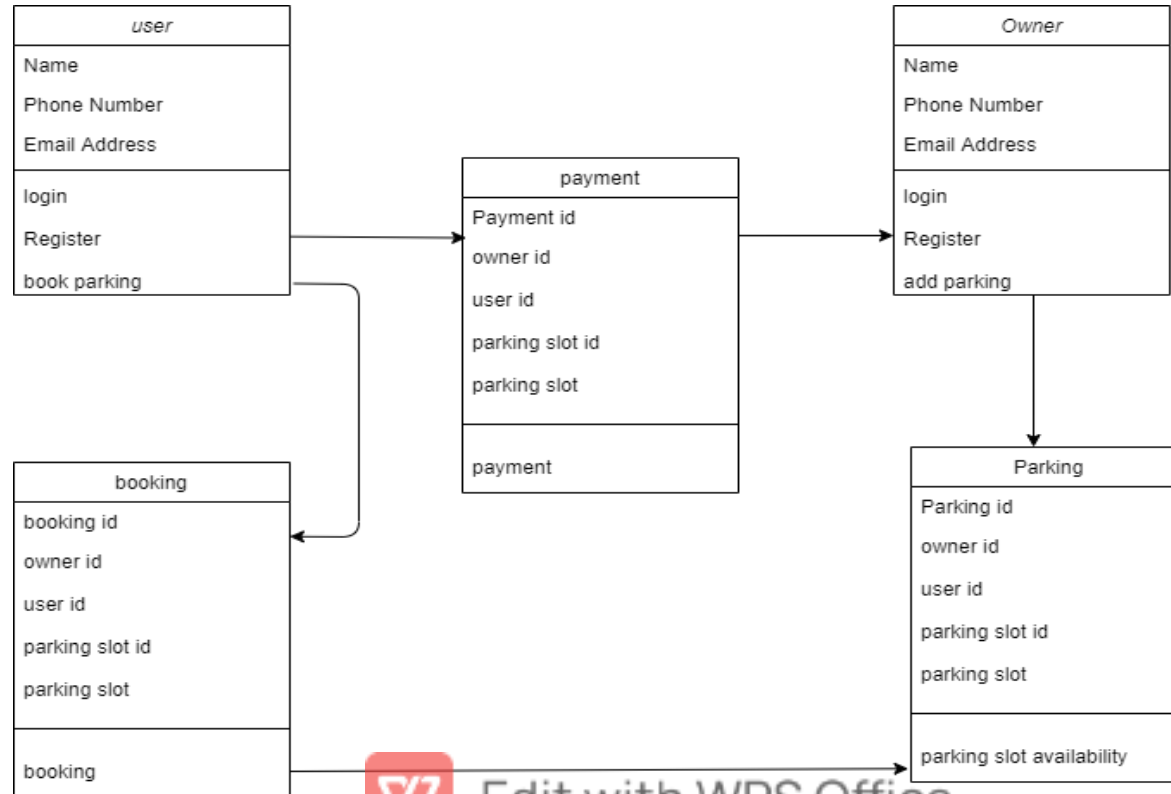 user
Name
Phone Number
Email Address
login
Register
book parking
payment
Payment id
owner id
user id
parking slot id
parking slot
payment
Owner
Name
Phone Number
Email Address
login
Register
add parking
booking
booking id
owner id
user id
parking slot id
parking slot
booking
Parking
Parking id
owner id
user id
parking slot id
parking slot
parking slot availability
Edit with WPS Office